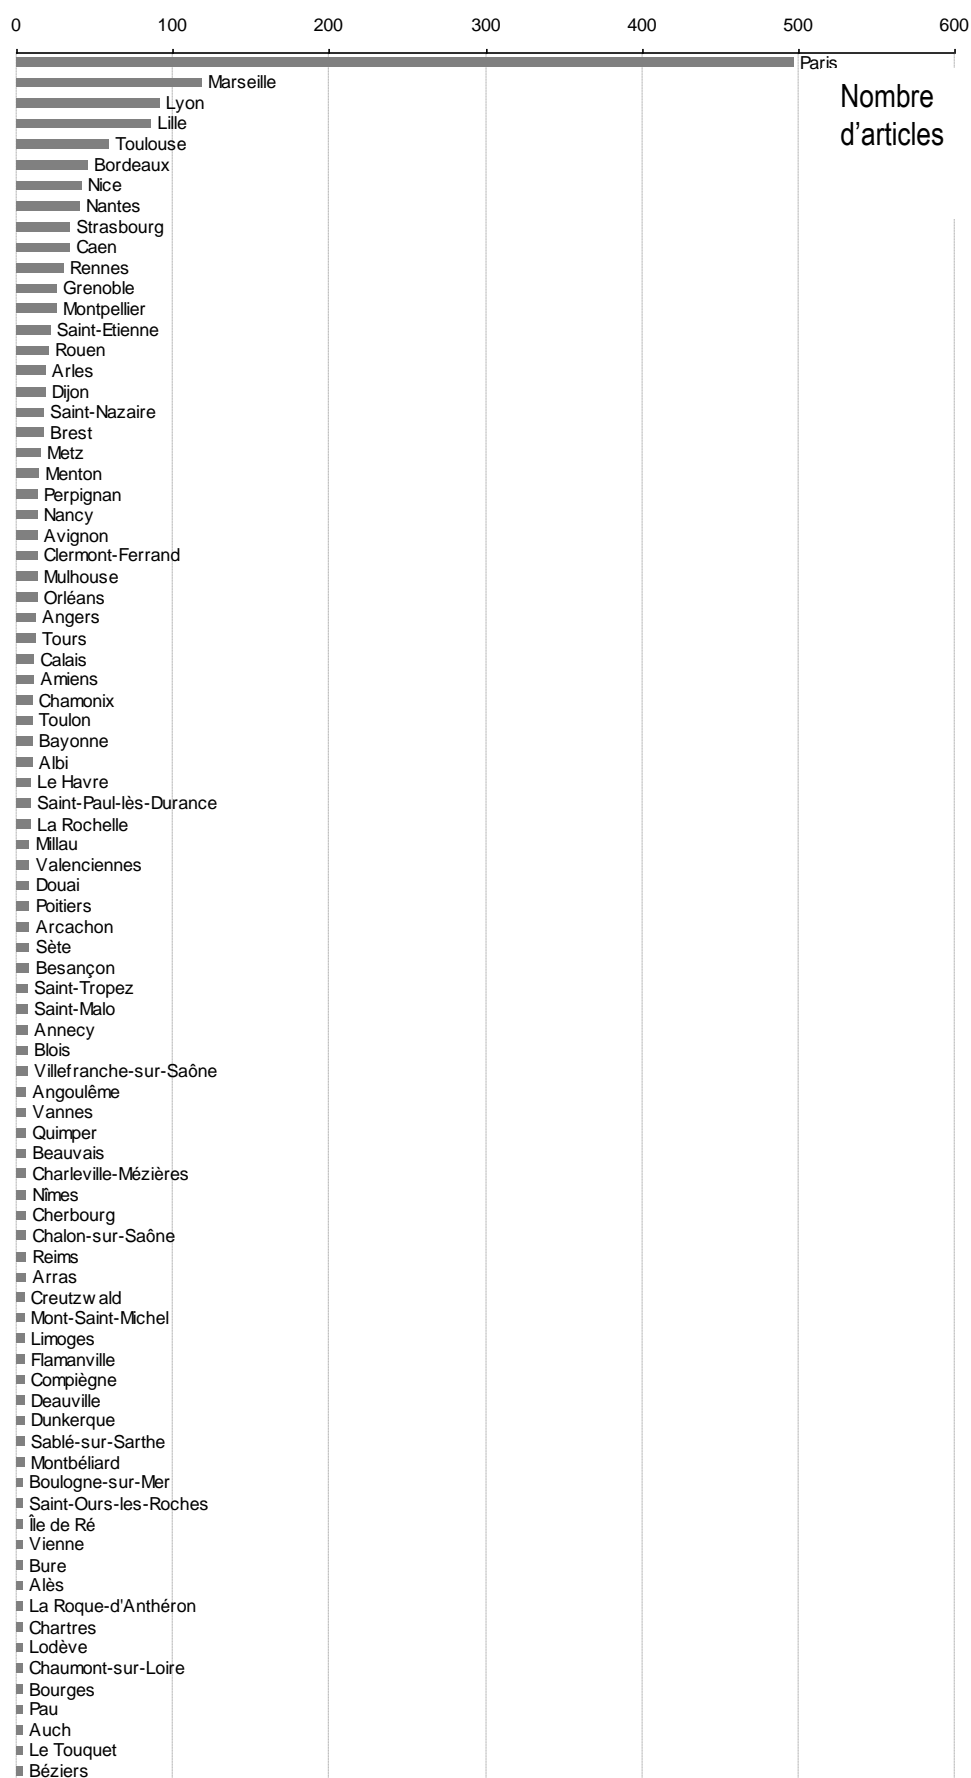 0 100 200 300 400 500 600
Paris
Nombre
d'articles
Marseille
Lyon
Lille
Toulouse
Bordeaux
Nice
Nantes
Strasbourg
Caen
Rennes
Grenoble
Montpellier
Saint-Etienne
Rouen
Arles
Dijon
Saint-Nazaire
Brest
Metz
Menton
Perpignan
Nancy
Avignon
Clermont-Ferrand
Mulhouse
Orléans
Angers
Tours
Calais
Amiens
Chamonix
Toulon
Bayonne
Albi
Le Havre
Saint-Paul-lès-Durance
La Rochelle
Millau
Valenciennes
Douai
Poitiers
Arcachon
Sète
Besançon
Saint-Tropez
Saint-Malo
Annecy
Blois
Villefranche-sur-Saône
Angoulême
Vannes
Quimper
Beauvais
Charleville-Mézières
Nîmes
Cherbourg
Chalon-sur-Saône
Reims
Arras
Creutzwald
Mont-Saint-Michel
Limoges
Flamanville
Compiègne
Deauville
Dunkerque
Sablé-sur-Sarthe
Montbéliard
Boulogne-sur-Mer
Saint-Ours-les-Roches
Île de Ré
Vienne
Bure
Alès
La Roque-d'Anthéron
Chartres
Lodève
Chaumont-sur-Loire
Bourges
Pau
Auch
Le Touquet
Béziers